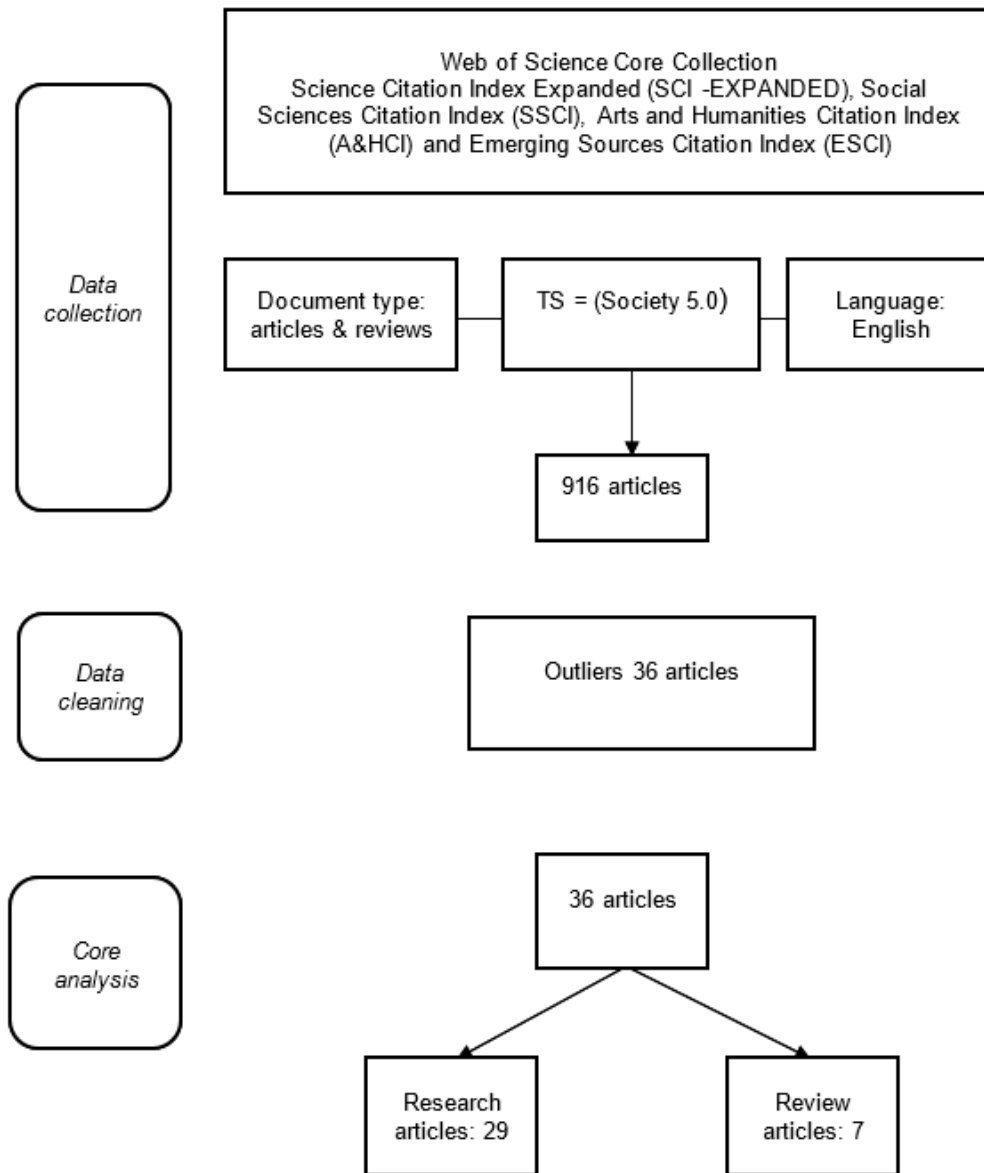 Web of Science Core Collection
Science Citation Index Expanded (SCI -EXPANDED), Social
Sciences Citation Index (SSCI), Arts and Humanities Citation Index
(A&HCI) and Emerging Sources Citation Index (ESCI)
Data
collection
Document type:
articles & reviews
TS = (Society 5.0)
Language:
English
916 articles
Data
cleaning
Outliers 36 articles
Core
analysis
36 articles
Research
articles: 29
Review
articles: 7